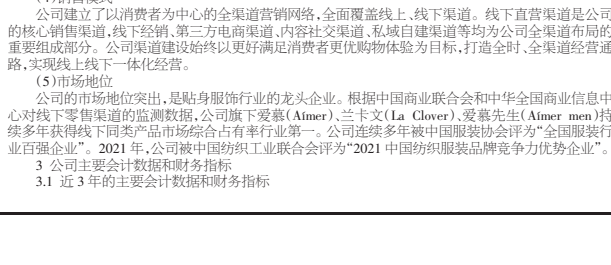 公司建立了以消费者为中心的全渠道营销网络,全面覆盖线上、线下渠道。线下直营渠道是公司
的核心销售渠道,线下经销、第三方电商渠道、内容社交渠道、私域自建渠道等均为公司全渠道布局的
重要组成部分。公司渠道建设始终以更好满足消费者更优购物体验为目标,打造全时、全渠道经营通
路,实现线上线下一体化经营。
(5)市场地位
公司的市场地位突出,是贴身服饰行业的龙头企业。根据中国商业联合会和中华全国商业信息中
心对线下零售渠道的监测数据,公司旗下爱慕(Aimer)、兰卡文(La Clover)、爱慕先生(Aimer men)持
续多年获得线下同类产品市场综合占有率行业第一。公司连续多年被中国服装协会评为“全国服装行
业百强企业”。2021 年,公司被中国纺织工业联合会评为“2021 中国纺织服装品牌竞争力优势企业”。
3 公司主要会计数据和财务指标
3.1 近 3 年的主要会计数据和财务指标